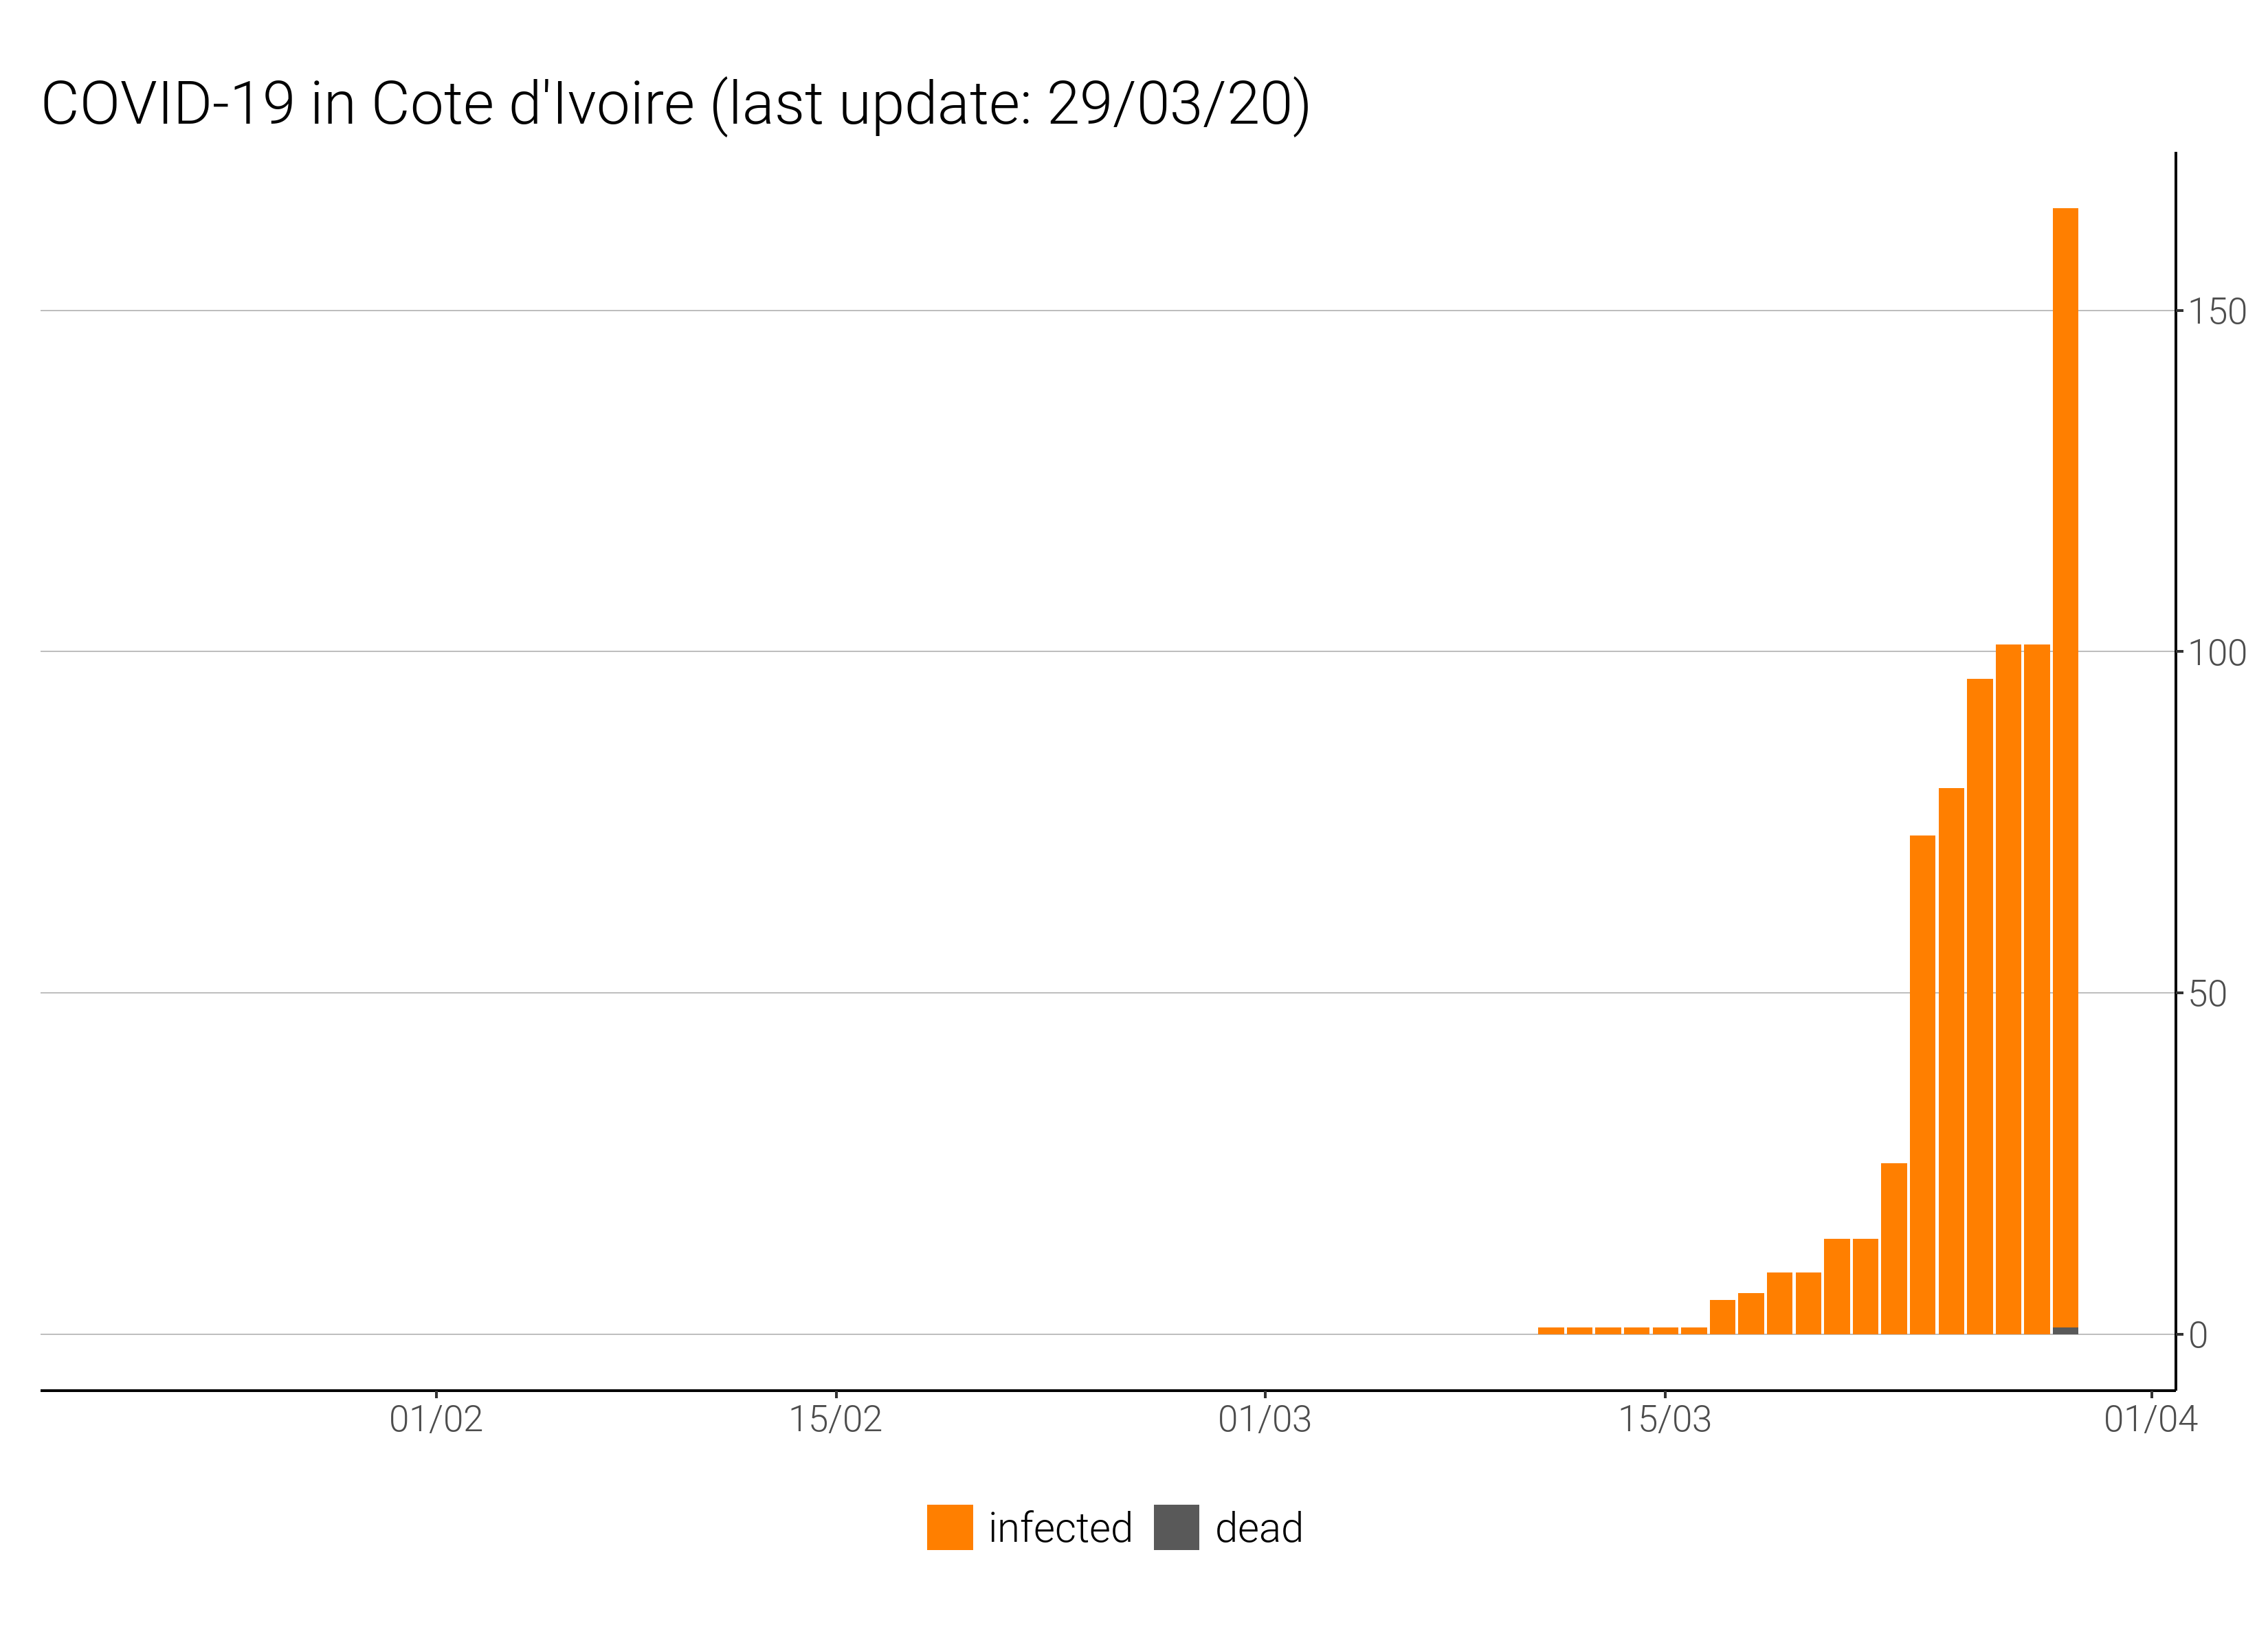 COVID-19 in Cote d'Ivoire (last update: 29/03/20)
150
100
50
0
01/02 15/02 01/03 15/03 01/04
infected dead